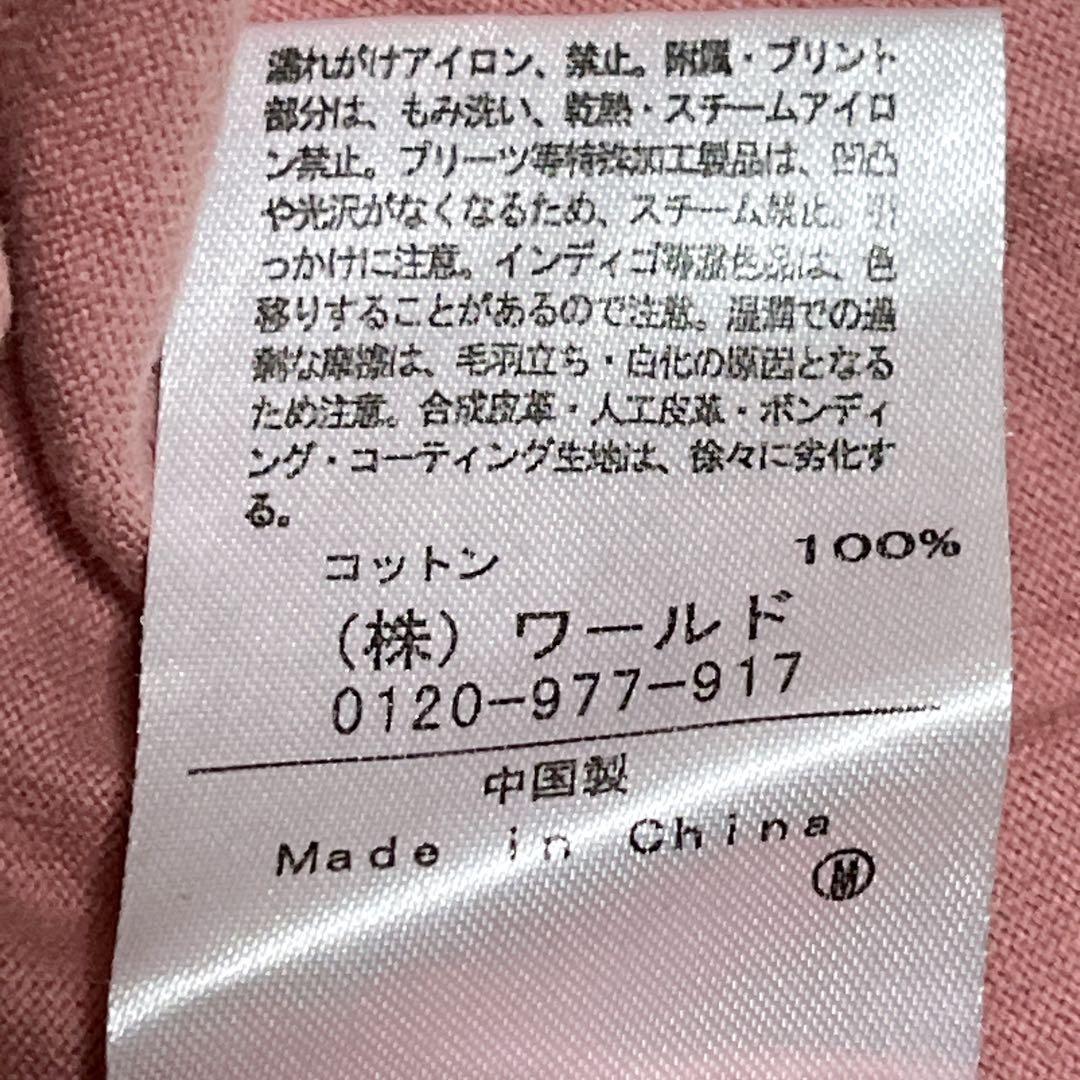 濡れがけアイロン、禁止。附属・プリント
部分は、もみ洗い、乾熱・スチームアイロ
ン禁止。プリーツ等特殊加工製品は、凹凸
や光沢がなくなるため、スチーム禁止。引
っかけに注意。インディゴ等濃色品は、色
移りすることがあるので注意。湿潤での過
剰な摩擦は、毛羽立ち・白化の原因となる
ため注意。合成皮革・人工皮革・ボンディ
ング・コーティング生地は、徐々に劣化す
る。
コットン 100%
(株) ワールド
0120-977-917
中国製
Made in China
Ⓜ